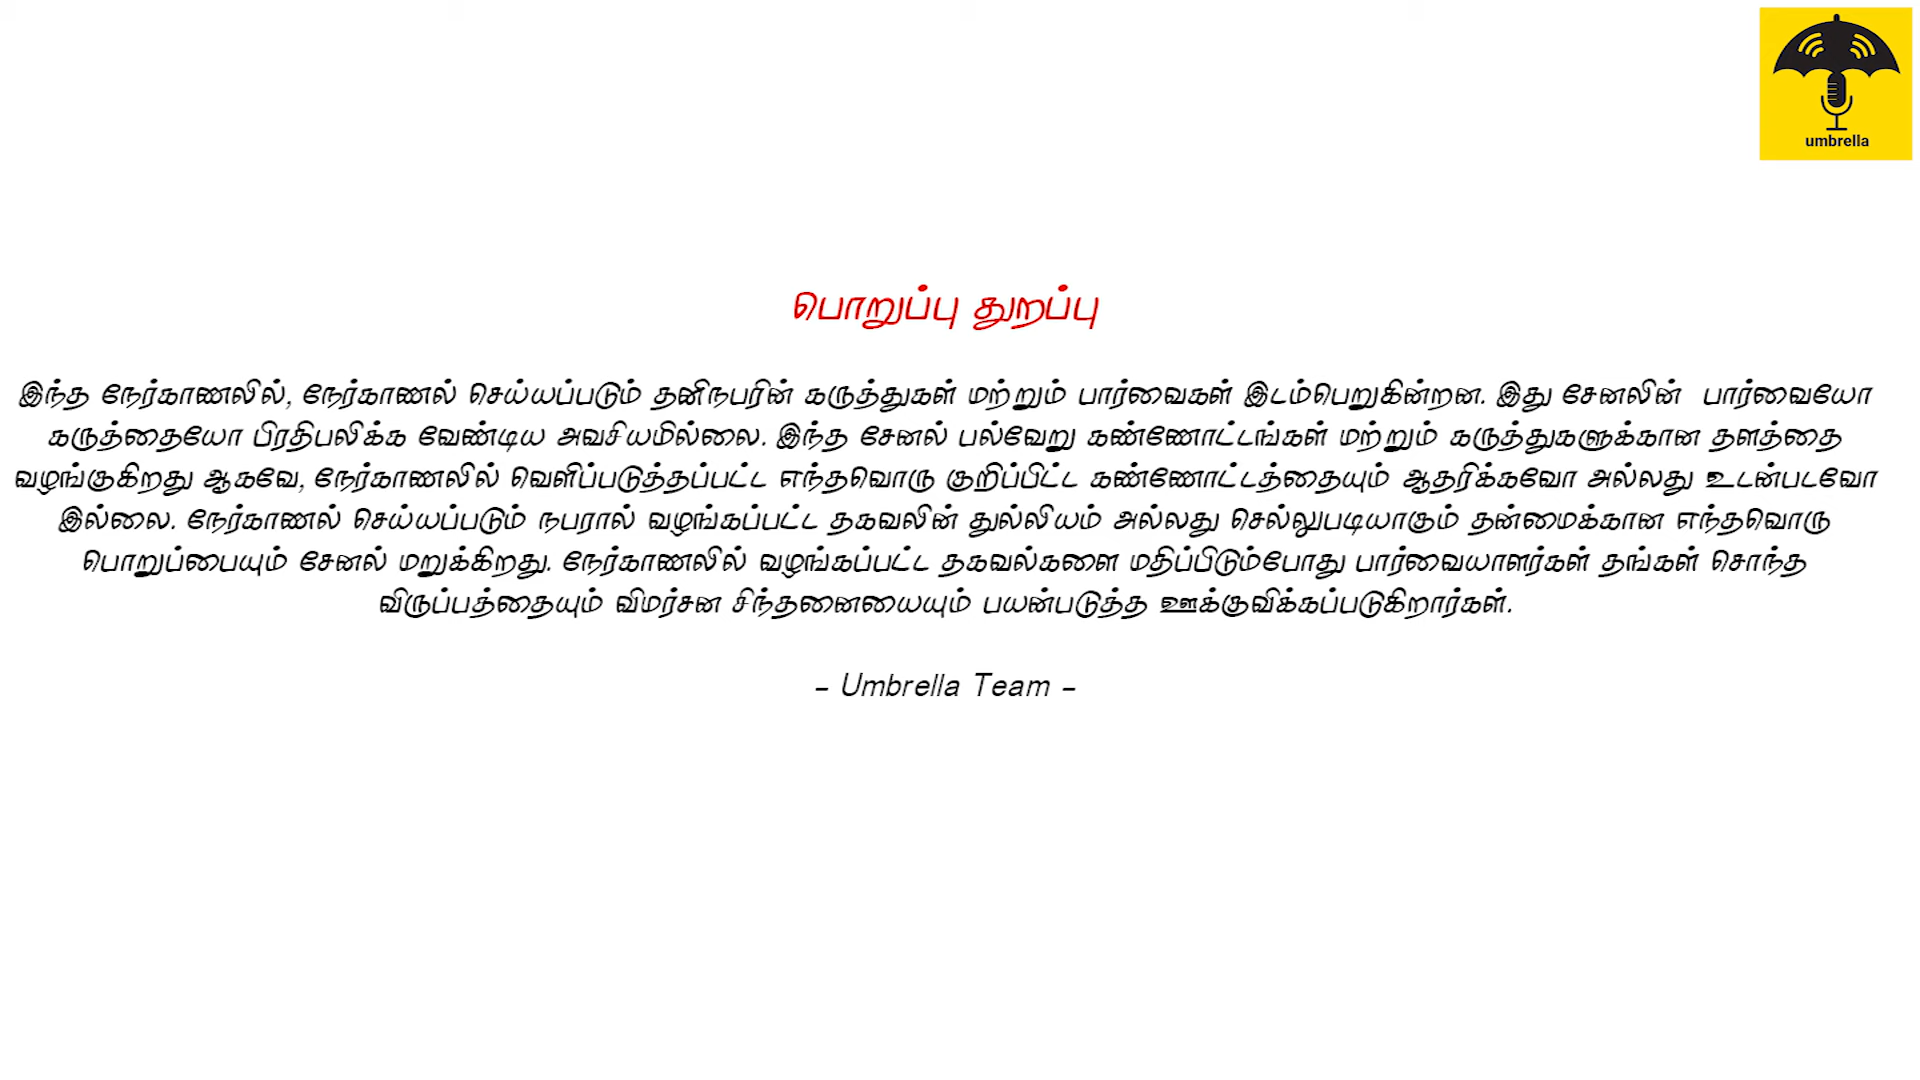 umbrella
பொறுப்பு துறப்பு
இந்த நேர்காணலில், நேர்காணல் செய்யப்படும் தனிநபரின் கருத்துகள் மற்றும் பார்வைகள் இடம்பெறுகின்றன. இது சேனலின் பார்வையோ
கருத்தையோ பிரதிபலிக்க வேண்டிய அவசியமில்லை. இந்த சேனல் பல்வேறு கண்ணோட்டங்கள் மற்றும் கருத்துகளுக்கான தளத்தை
வழங்குகிறது ஆகவே, நேர்காணலில் வெளிப்படுத்தப்பட்ட எந்தவொரு குறிப்பிட்ட கண்ணோட்டத்தையும் ஆதரிக்கவோ அல்லது உடன்படவோ
இல்லை. நேர்காணல் செய்யப்படும் நபரால் வழங்கப்பட்ட தகவலின் துல்லியம் அல்லது செல்லுபடியாகும் தன்மைக்கான எந்தவொரு
பொறுப்பையும் சேனல் மறுக்கிறது. நேர்காணலில் வழங்கப்பட்ட தகவல்களை மதிப்பிடும்போது பார்வையாளர்கள் தங்கள் சொந்த
விருப்பத்தையும் விமர்சன சிந்தனையையும் பயன்படுத்த ஊக்குவிக்கப்படுகிறார்கள்.
- Umbrella Team -